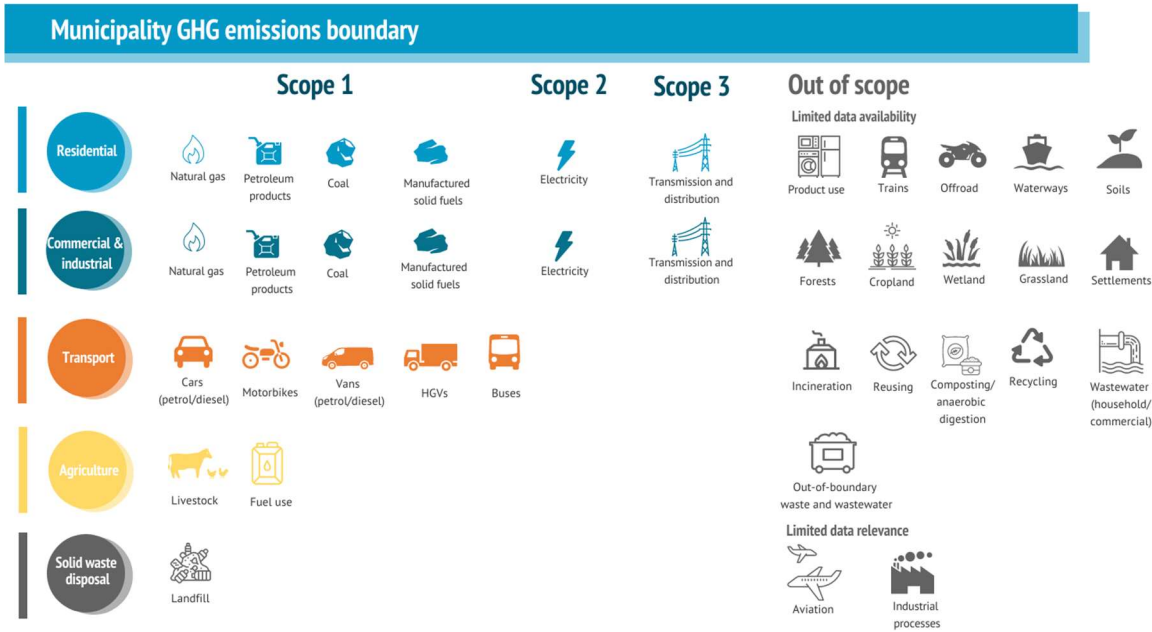 Municipality GHG emissions boundary
Scope 1
Scope 2
Scope 3
Out of scope
Limited data availability
Residential
Natural gas
Petroleum
products
Coal
Manufactured
solid fuels
Electricity
Transmission and
distribution
Product use
Trains
Offroad
Waterways
Soils
Commercial &
industrial
Natural gas
Petroleum
products
Coal
Manufactured
solid fuels
Electricity
Transmission and
distribution
Forests
Cropland
Wetland
Grassland
Settlements
Transport
Cars
(petrol/diesel)
Motorbikes
Vans
(petrol/diesel)
HGVs
Buses
Incineration
Reusing
Composting/
anaerobic
digestion
Recycling
Wastewater
(household/
commercial)
Agriculture
Livestock
Fuel use
Out-of-boundary
waste and wastewater
Limited data relevance
Solid waste
disposal
Landfill
Aviation
Industrial
processes